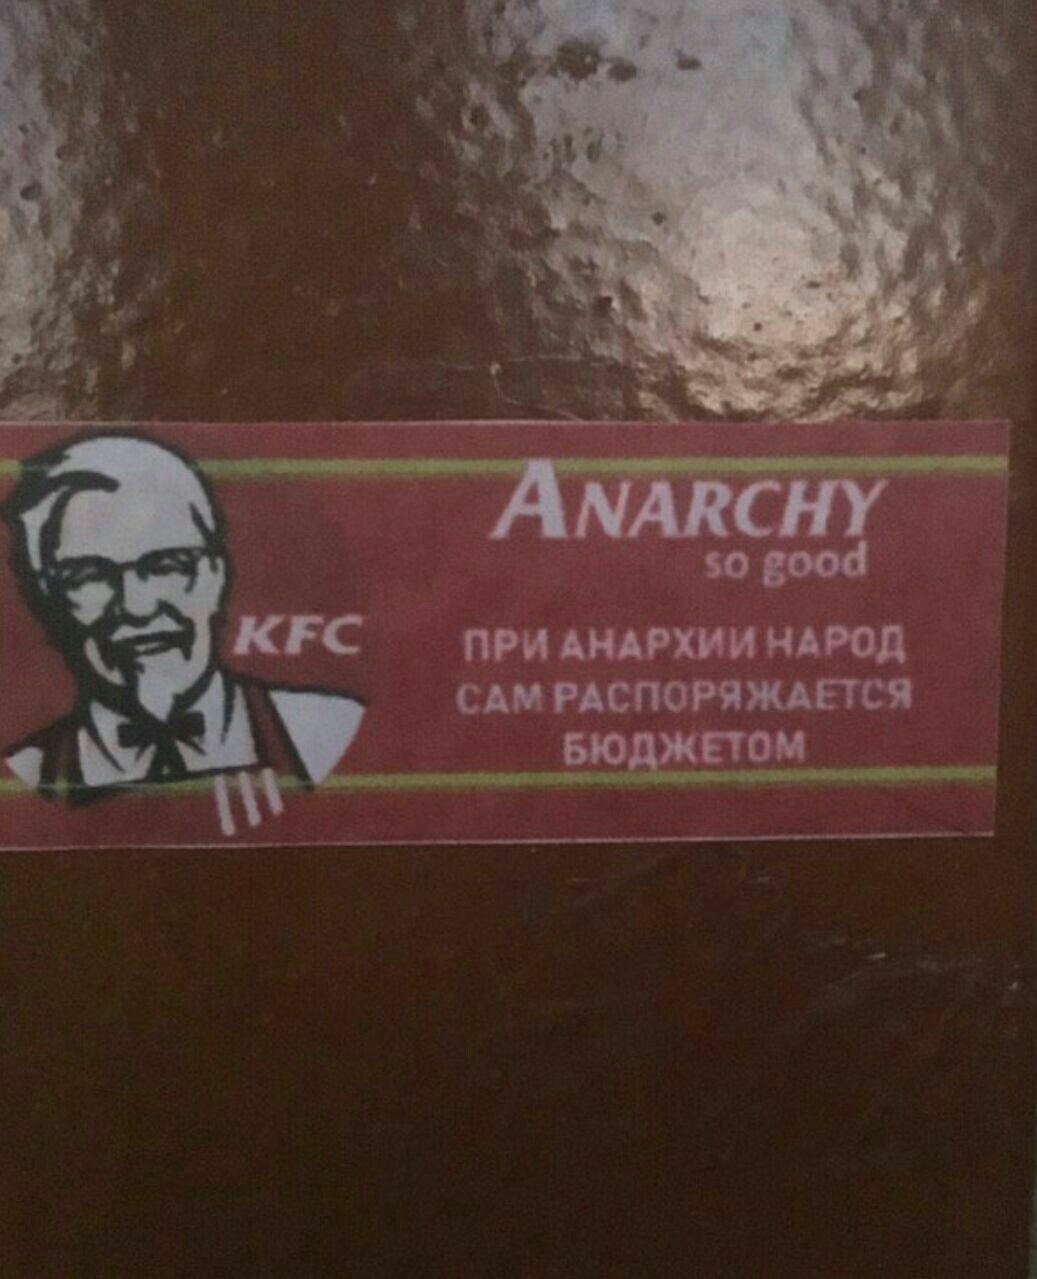 KFC
ANARCHY
so good
ПРИ АНАРХИИ НАРОД
САМ РАСПОРЯЖАЕТСЯ
БЮДЖЕТОМ